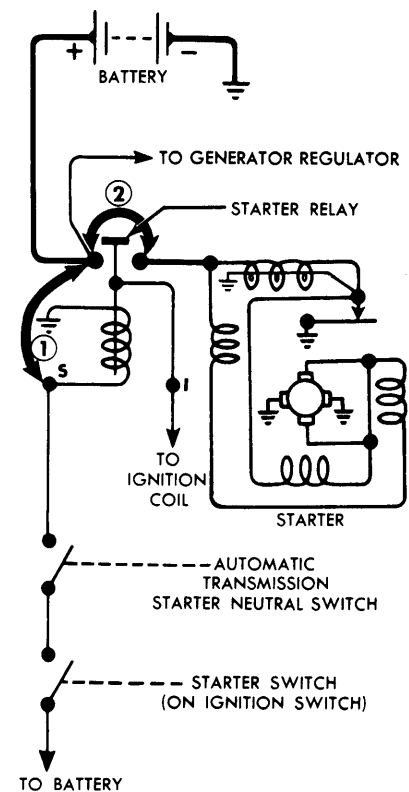 +
−
BATTERY
TO GENERATOR REGULATOR
2
STARTER RELAY
1
S
I
TO
IGNITION
COIL
STARTER
AUTOMATIC
TRANSMISSION
STARTER NEUTRAL SWITCH
STARTER SWITCH
(ON IGNITION SWITCH)
TO BATTERY